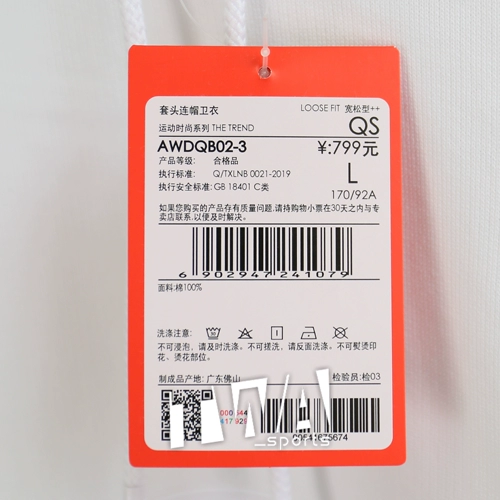 套头连帽卫衣 LOOSE FIT 宽松型++
运动时尚系列 THE TREND QS
AWDQB02-3 ¥:799元
产品等级: 合格品
执行标准: Q/TXLNB 0021-2019 L
执行安全标准: GB 18401 C类 170/92A
如果您购买的产品存有质量问题,请持购物小票在30天之内与专
卖店联系,以便及时解决。
6 902947 241079
面料:棉100%
洗涤注意:
不可浸泡, 请及时洗涤。不可搓洗, 请反面洗涤。不可熨烫印
花、烫花部位。
制成品产地: 广东佛山 检验员: 检03
_sports